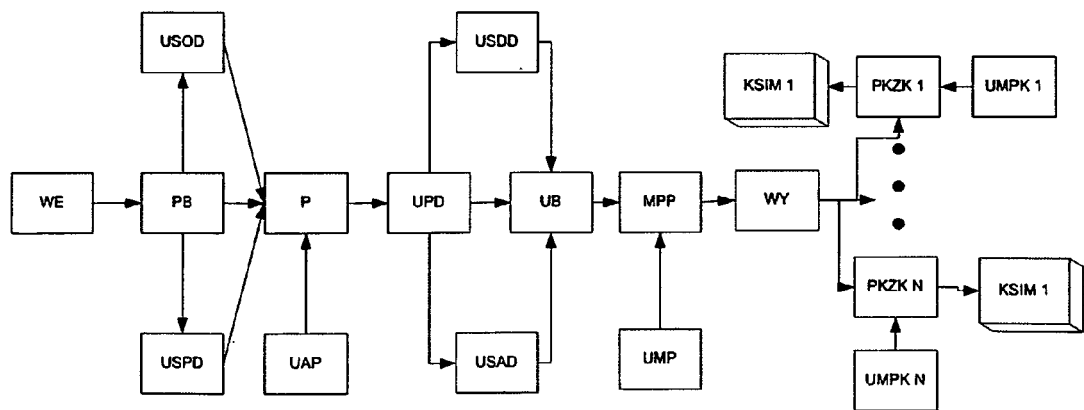 USOD
USDD
KSIM 1
PKZK 1
UMPK 1
WE
PB
P
UPD
UB
MPP
WY
PKZK N
KSIM 1
USPD
UAP
USAD
UMP
UMPK N